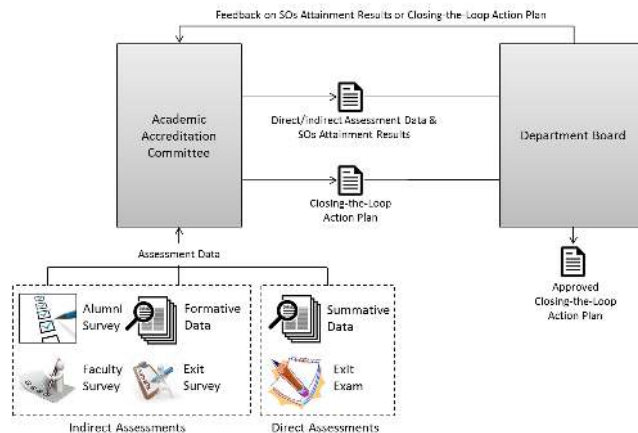 Feedback on SOs Attainment Results or Closing-the-Loop Action Plan
Academic
Accreditation
Committee
Direct/indirect Assessment Data &
SOs Attainment Results
Department Board
Closing-the-Loop
Action Plan
Assessment Data
Approved
Closing-the-Loop
Action Plan
Alumni
Survey
Formative
Data
Summative
Data
Faculty
Survey
Exit
Survey
Exit
Exam
Indirect Assessments
Direct Assessments